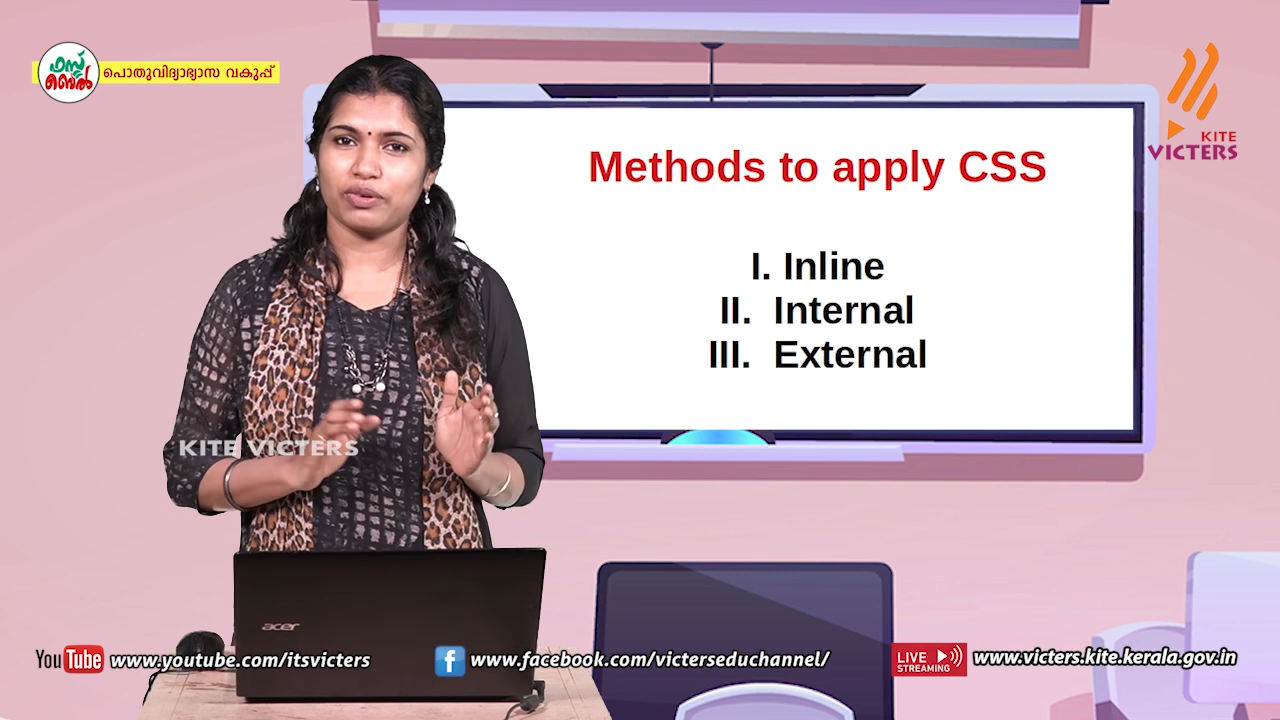 ഫസ്റ്റ്
ബെൽ
പൊതുവിദ്യാഭ്യാസ വകുപ്പ്
KITE
VICTERS
Methods to apply CSS
I. Inline
II. Internal
III. External
KITE VICTERS
acer
YouTube www.youtube.com/itsvicters
f www.facebook.com/victerseduchannel/
LIVE
STREAMING
www.victers.kite.kerala.gov.in